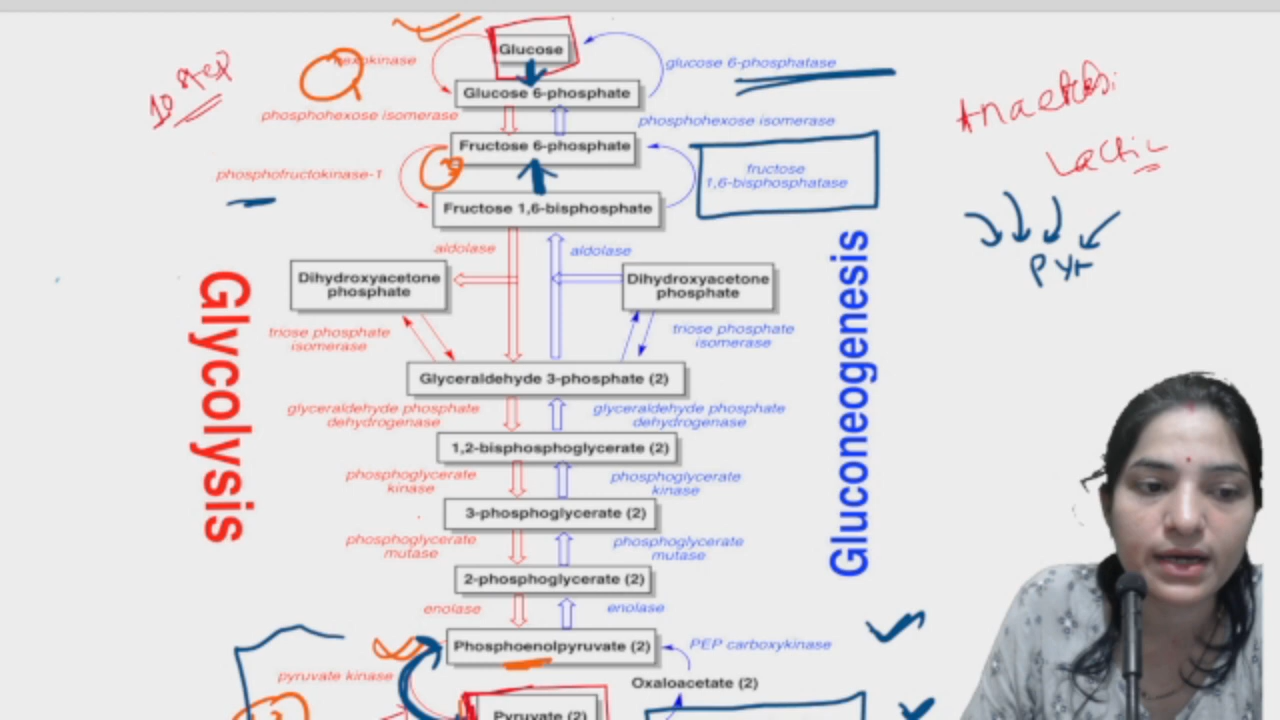 Glucose
hexokinase
glucose 6-phosphatase
10 step
Glucose 6-phosphate
phosphohexose isomerase
phosphohexose isomerase
Fructose 6-phosphate
Lactic
phosphofructokinase-1
fructose
1,6-bisphosphatase
Fructose 1,6-bisphosphate
Pyr
aldolase
aldolase
Dihydroxyacetone
phosphate
Dihydroxyacetone
phosphate
Glycolysis
Gluconeogenesis
triose phosphate
isomerase
triose phosphate
isomerase
Glyceraldehyde 3-phosphate (2)
glyceraldehyde phosphate
dehydrogenase
glyceraldehyde phosphate
dehydrogenase
1,2-bisphosphoglycerate (2)
phosphoglycerate
kinase
phosphoglycerate
kinase
3-phosphoglycerate (2)
phosphoglycerate
mutase
phosphoglycerate
mutase
2-phosphoglycerate (2)
enolase
enolase
Phosphoenolpyruvate (2)
PEP carboxykinase
pyruvate kinase
Oxaloacetate (2)
Pyruvate (2)